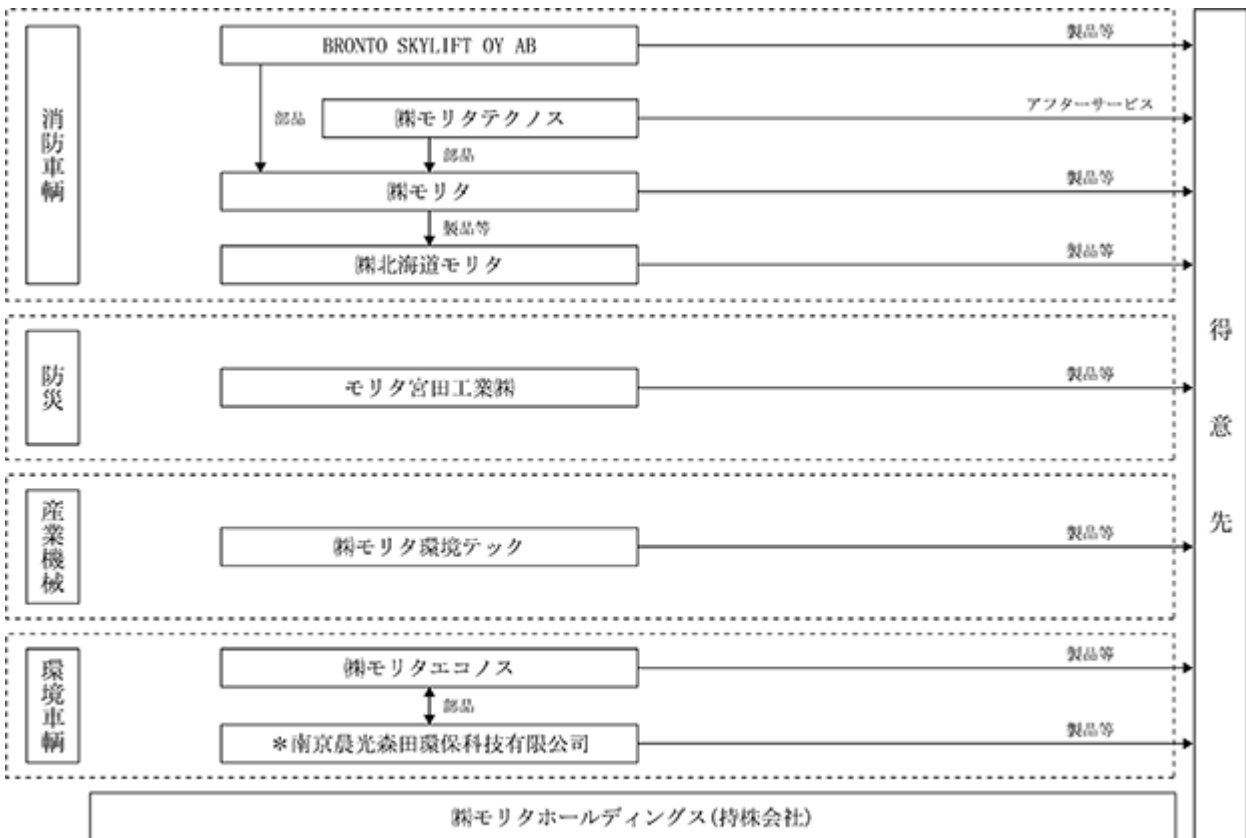 消防車輌
BRONTO SKYLIFT OY AB
製品等
部品
㈱モリタテクノス
アフターサービス
部品
㈱モリタ
製品等
製品等
㈱北海道モリタ
製品等
防災
モリタ宮田工業㈱
製品等
産業機械
㈱モリタ環境テック
製品等
環境車輌
㈱モリタエコノス
製品等
部品
＊南京晨光森田環保科技有限公司
製品等
得意先
㈱モリタホールディングス(持株会社)